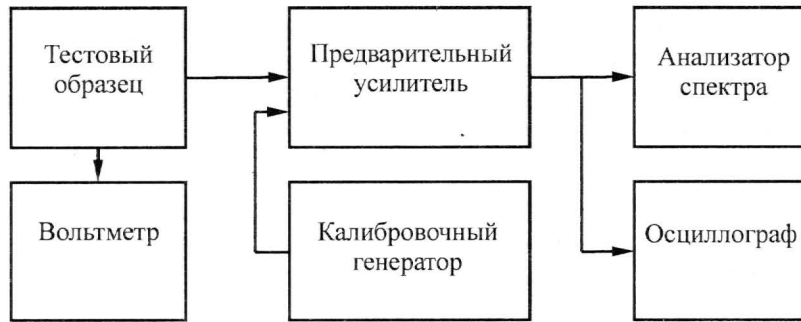 Тестовый
образец
Предварительный
усилитель
Анализатор
спектра
Вольтметр
Калибровочный
генератор
Осциллограф